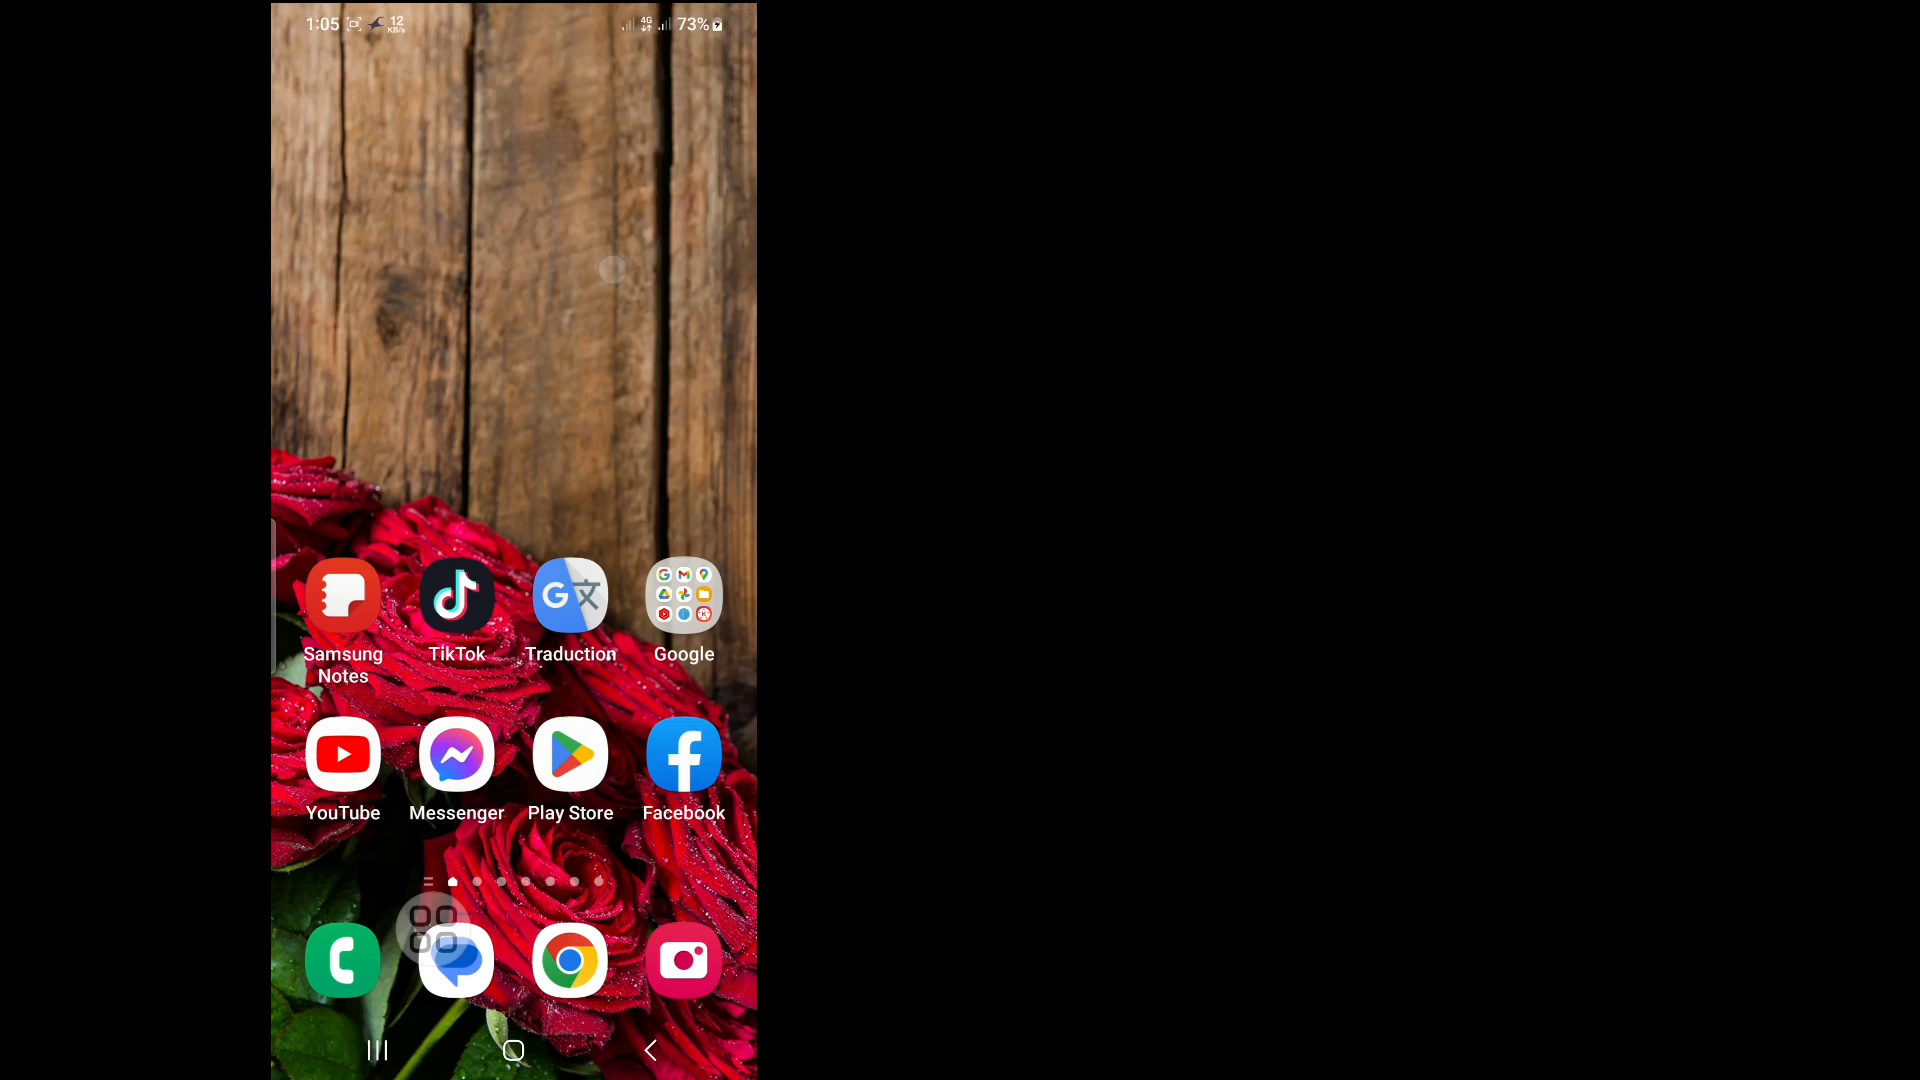 1:05 12 KB/s 4G 73%
Samsung Notes TikTok Traduction Google
YouTube Messenger Play Store Facebook